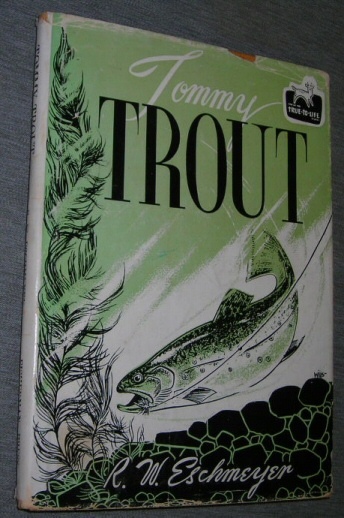 Tommy
TROUT
TRUE-TO-LIFE
R. W. Eschmeyer